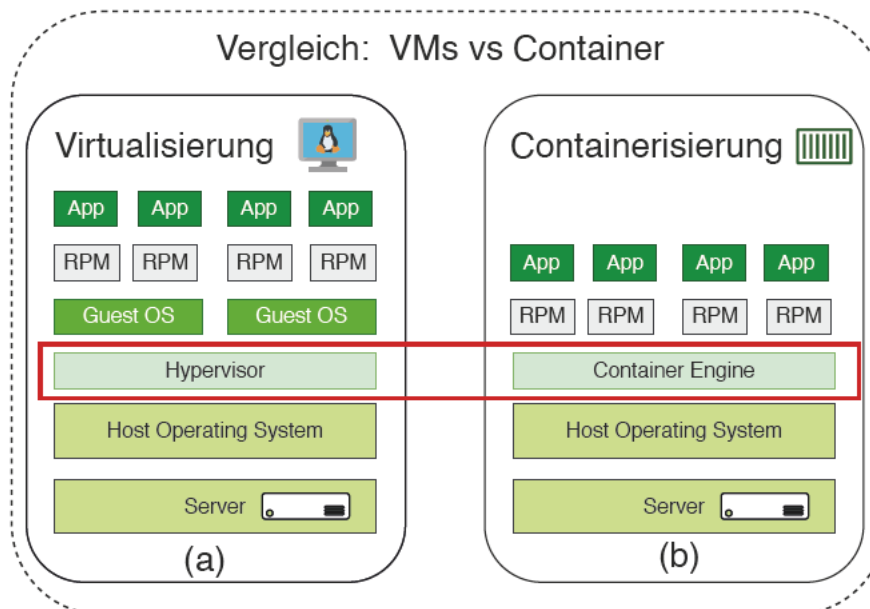 Vergleich: VMs vs Container
Virtualisierung
App App App App
RPM RPM RPM RPM
Guest OS Guest OS
Hypervisor
Host Operating System
Server
(a)
Containerisierung
App App App App
RPM RPM RPM RPM
Container Engine
Host Operating System
Server
(b)